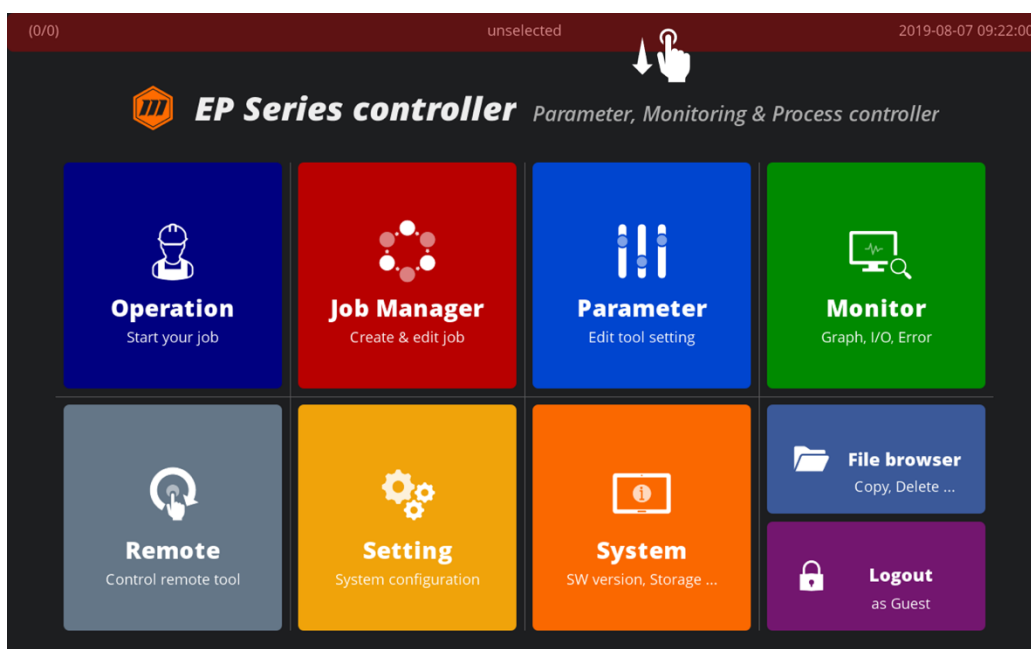 (0/0) unselected 2019-08-07 09:22:00
EP Series controller Parameter, Monitoring & Process controller
Operation
Start your job
Job Manager
Create & edit job
Parameter
Edit tool setting
Monitor
Graph, I/O, Error
Remote
Control remote tool
Setting
System configuration
System
SW version, Storage ...
File browser
Copy, Delete ...
Logout
as Guest